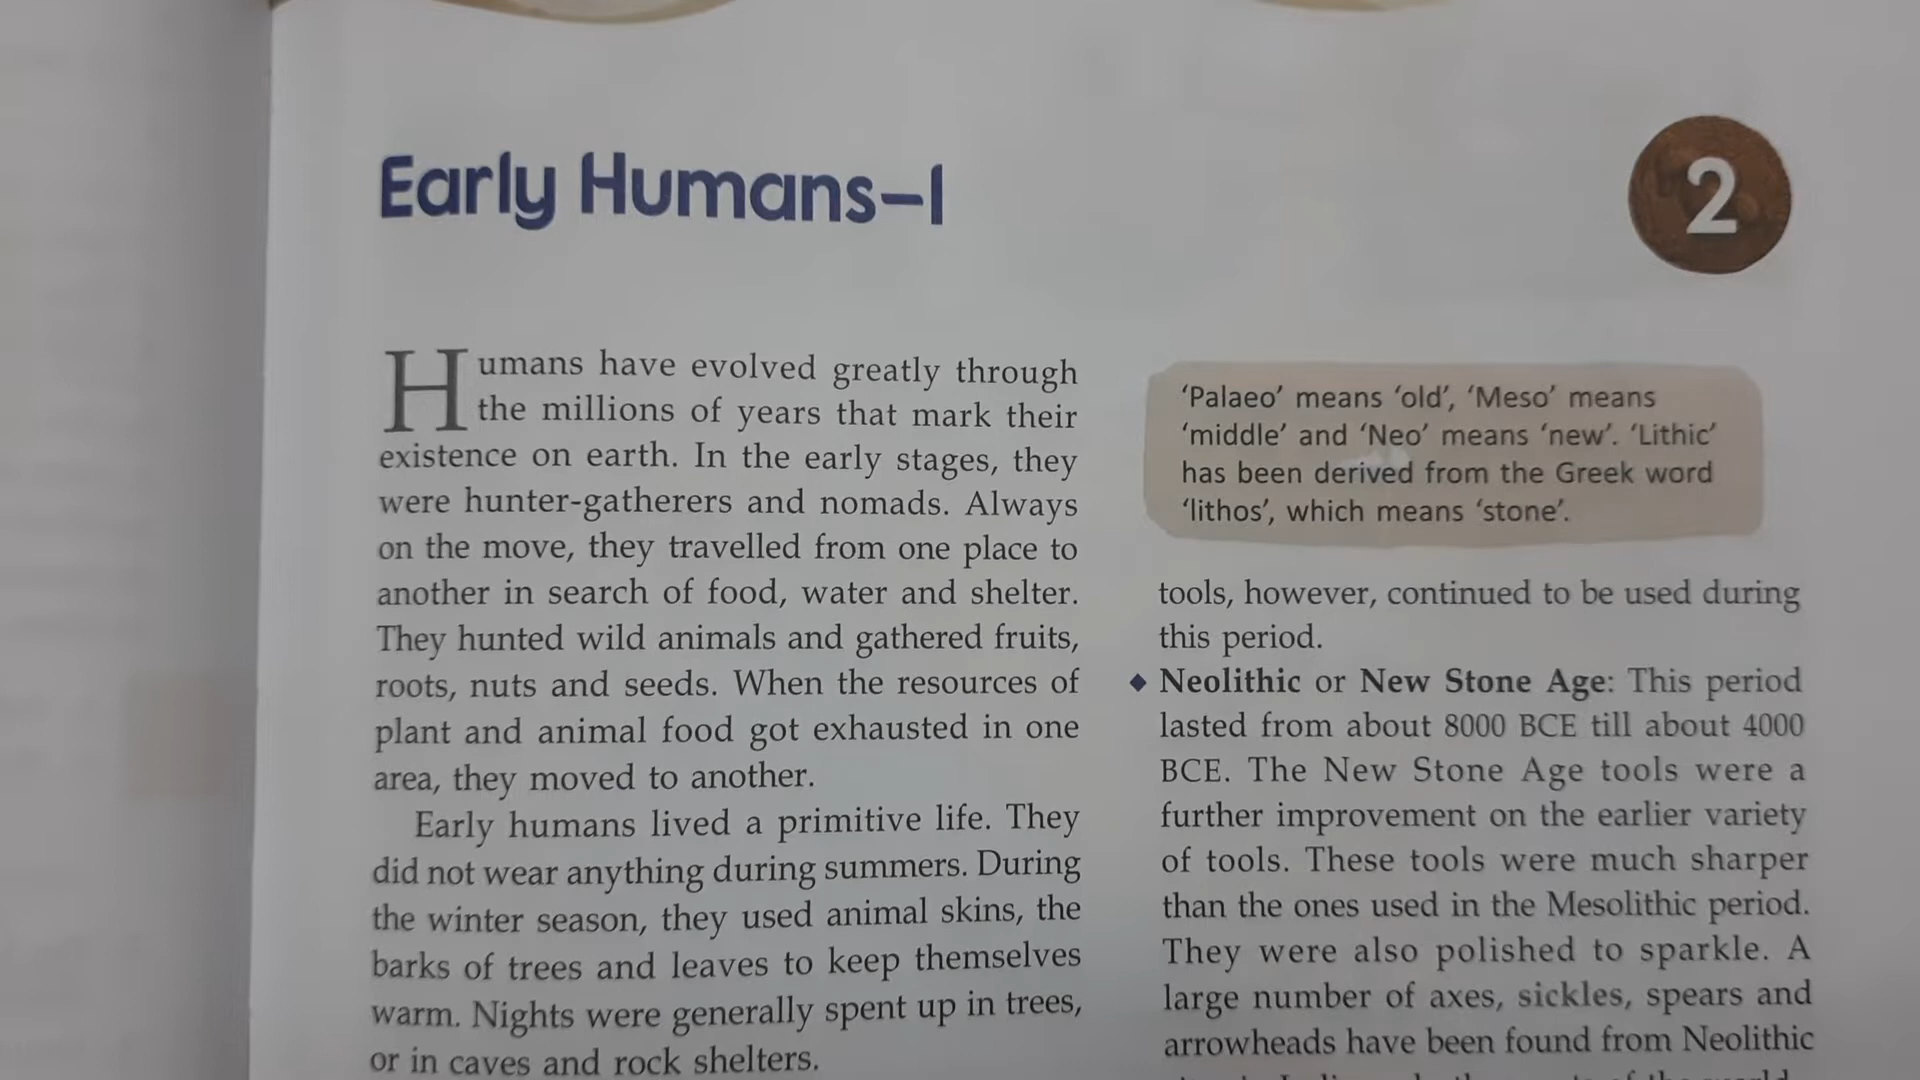 Early Humans–I
2
Humans have evolved greatly through
the millions of years that mark their
existence on earth. In the early stages, they
were hunter-gatherers and nomads. Always
on the move, they travelled from one place to
another in search of food, water and shelter.
They hunted wild animals and gathered fruits,
roots, nuts and seeds. When the resources of
plant and animal food got exhausted in one
area, they moved to another.
Early humans lived a primitive life. They
did not wear anything during summers. During
the winter season, they used animal skins, the
barks of trees and leaves to keep themselves
warm. Nights were generally spent up in trees,
or in caves and rock shelters.
‘Palaeo’ means ‘old’, ‘Meso’ means
‘middle’ and ‘Neo’ means ‘new’. ‘Lithic’
has been derived from the Greek word
‘lithos’, which means ‘stone’.
tools, however, continued to be used during
this period.
◆ Neolithic or New Stone Age: This period
lasted from about 8000 BCE till about 4000
BCE. The New Stone Age tools were a
further improvement on the earlier variety
of tools. These tools were much sharper
than the ones used in the Mesolithic period.
They were also polished to sparkle. A
large number of axes, sickles, spears and
arrowheads have been found from Neolithic